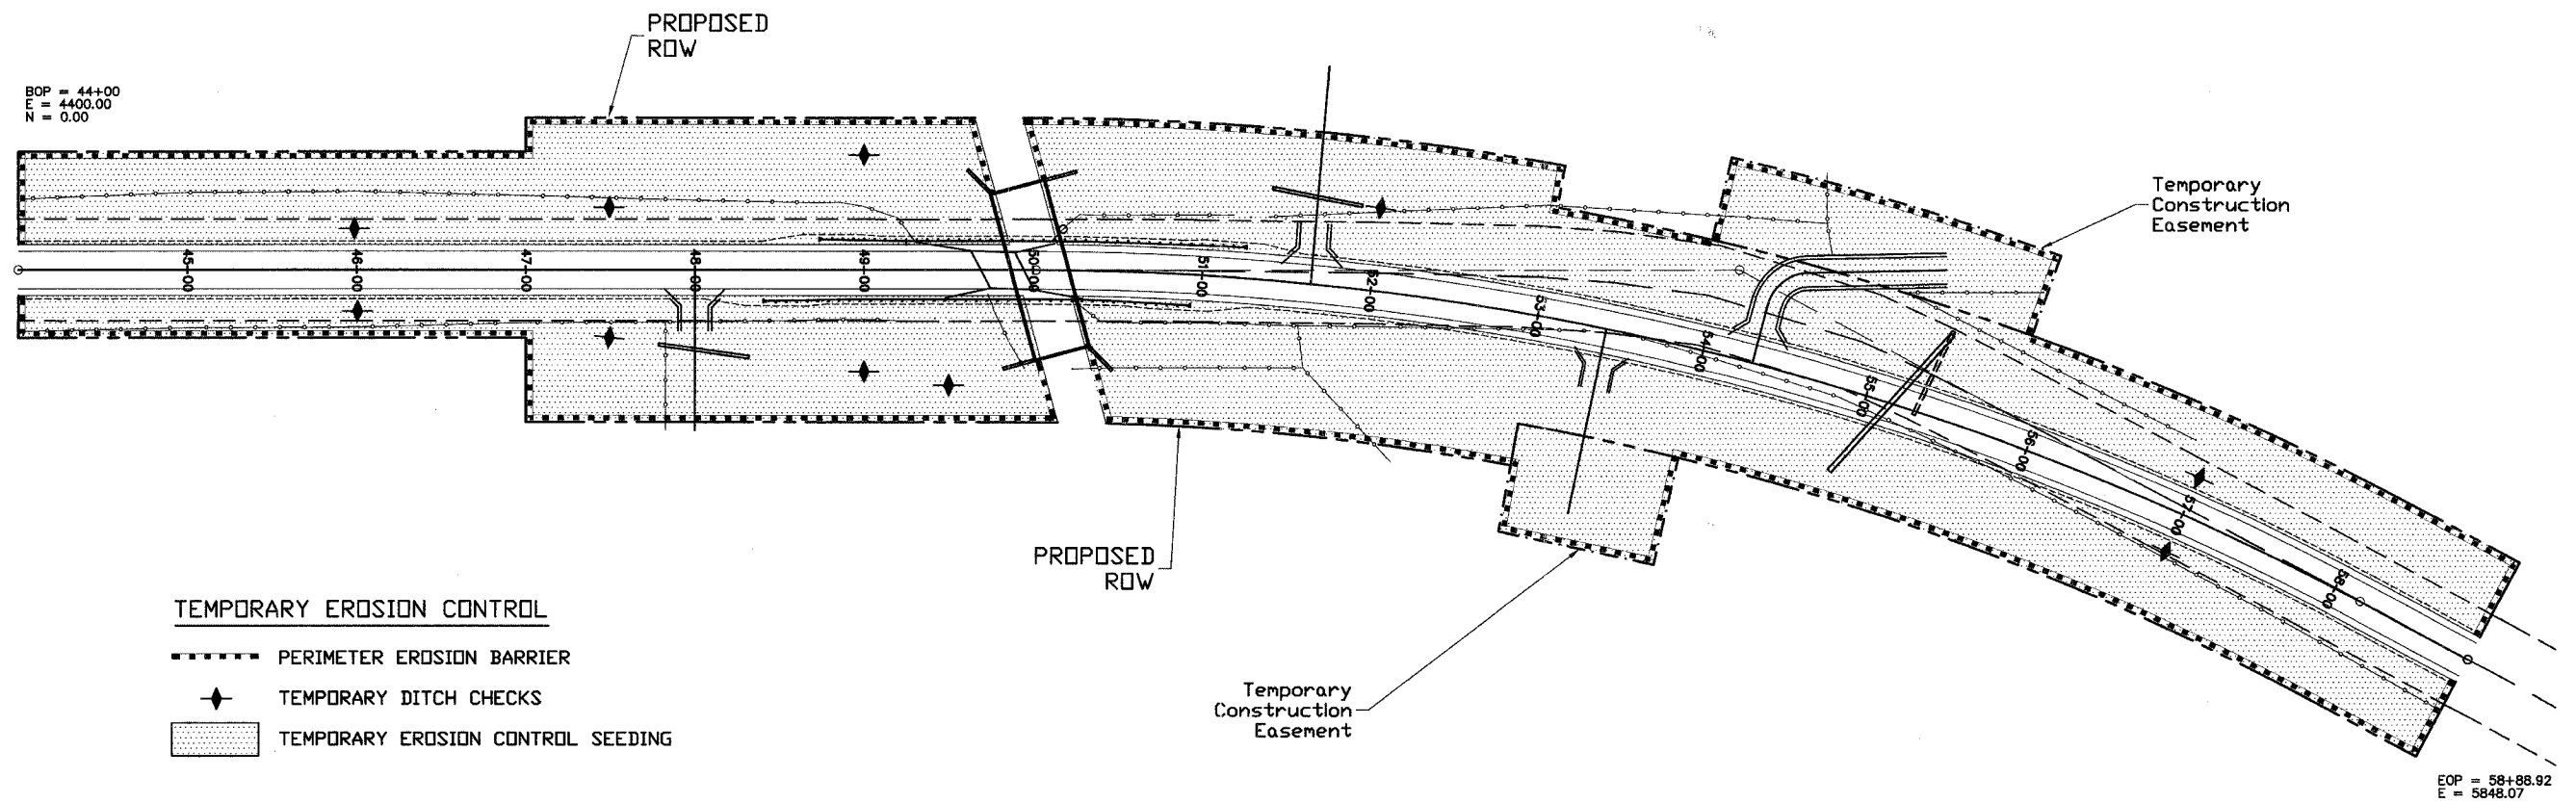 PROPOSED
ROW
BOP = 44+00
E = 4400.00
N = 0.00
Temporary
Construction
Easement
45+00
46+00
47+00
48+00
49+00
50+00
51+00
52+00
53+00
54+00
55+00
56+00
57+00
58+00
PROPOSED
ROW
TEMPORARY EROSION CONTROL
PERIMETER EROSION BARRIER
TEMPORARY DITCH CHECKS
TEMPORARY EROSION CONTROL SEEDING
Temporary
Construction
Easement
EOP = 58+88.92
E = 5848.07